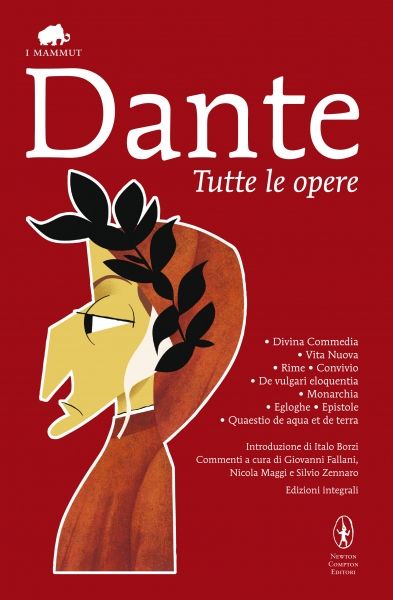 I MAMMUT
Dante
Tutte le opere
• Divina Commedia
• Vita Nuova
• Rime • Convivio
• De vulgari eloquentia
• Monarchia
• Egloghe • Epistole
• Quaestio de aqua et de terra
Introduzione di Italo Borzi
Commenti a cura di Giovanni Fallani,
Nicola Maggi e Silvio Zennaro
Edizioni integrali
NEWTON
COMPTON
EDITORI